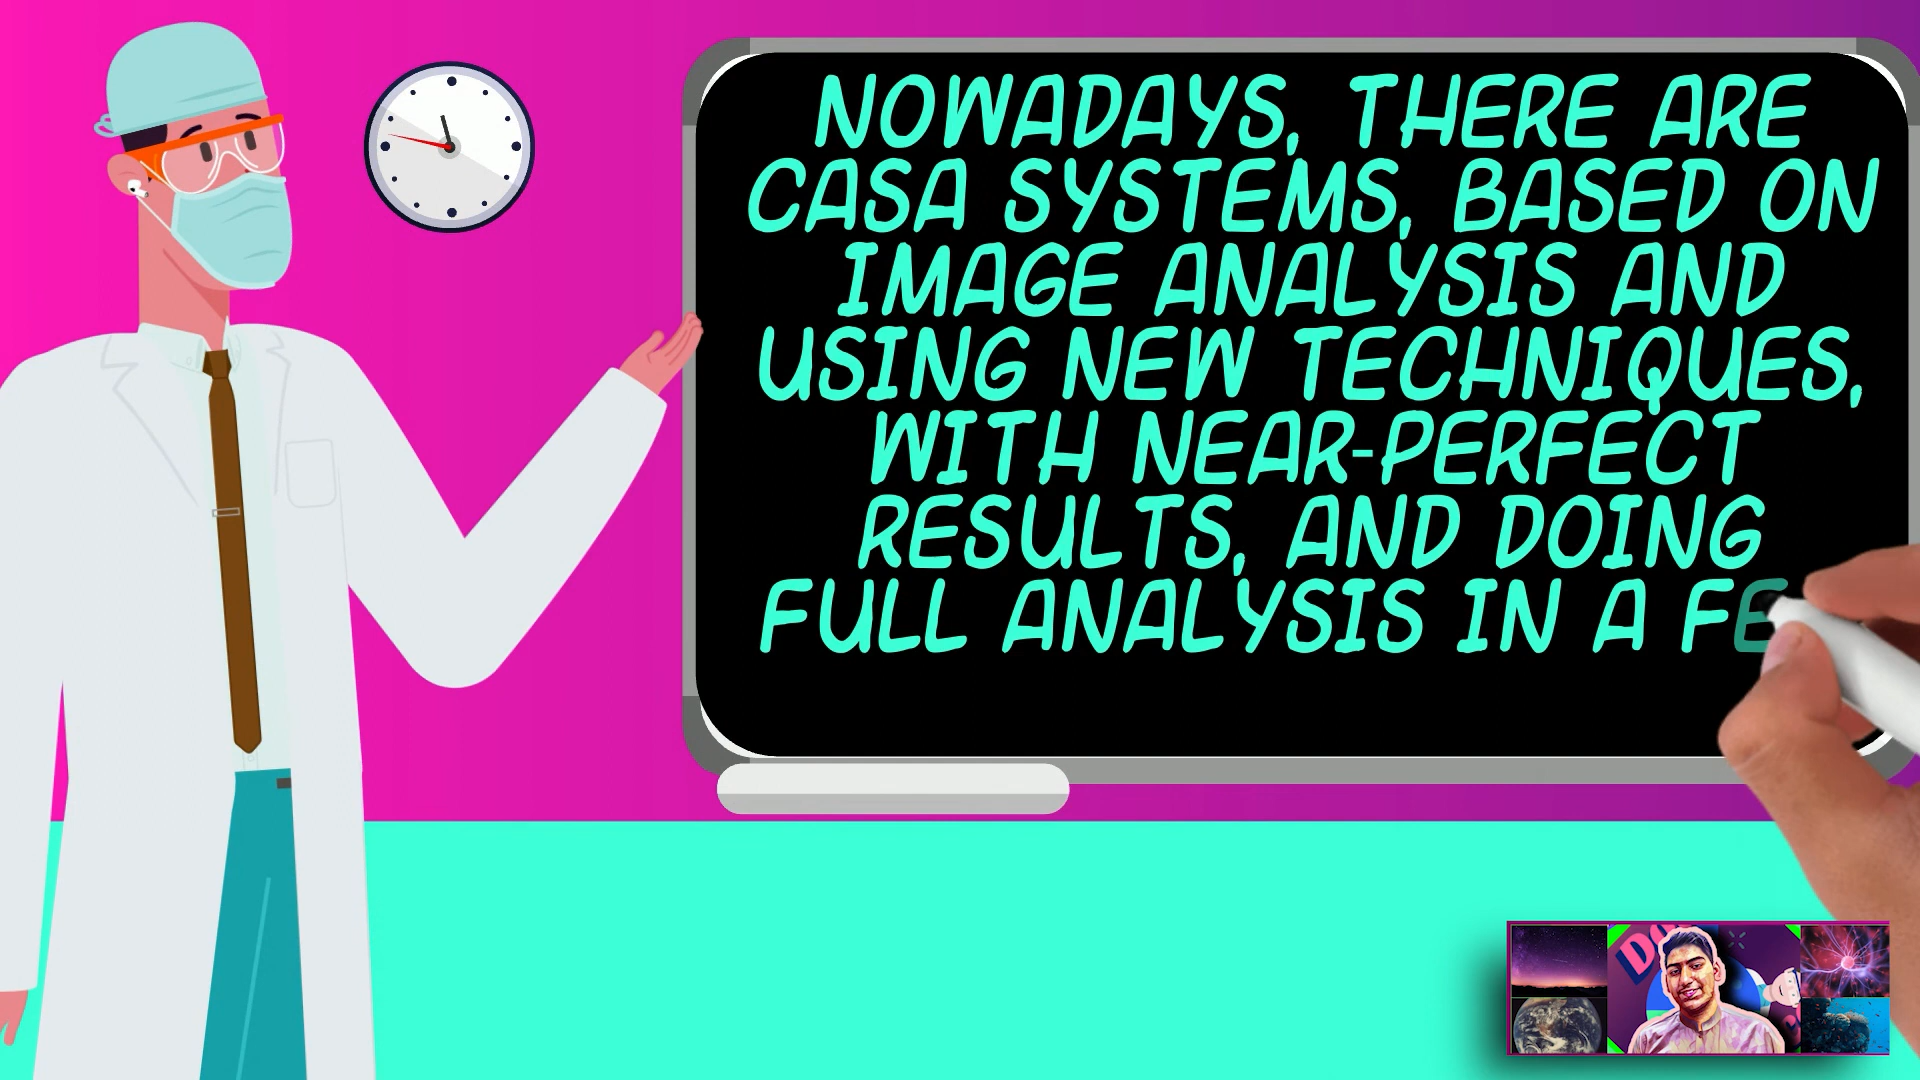 NOWADAYS, THERE ARE
CASA SYSTEMS, BASED ON
IMAGE ANALYSIS AND
USING NEW TECHNIQUES,
WITH NEAR-PERFECT
RESULTS, AND DOING
FULL ANALYSIS IN A FE